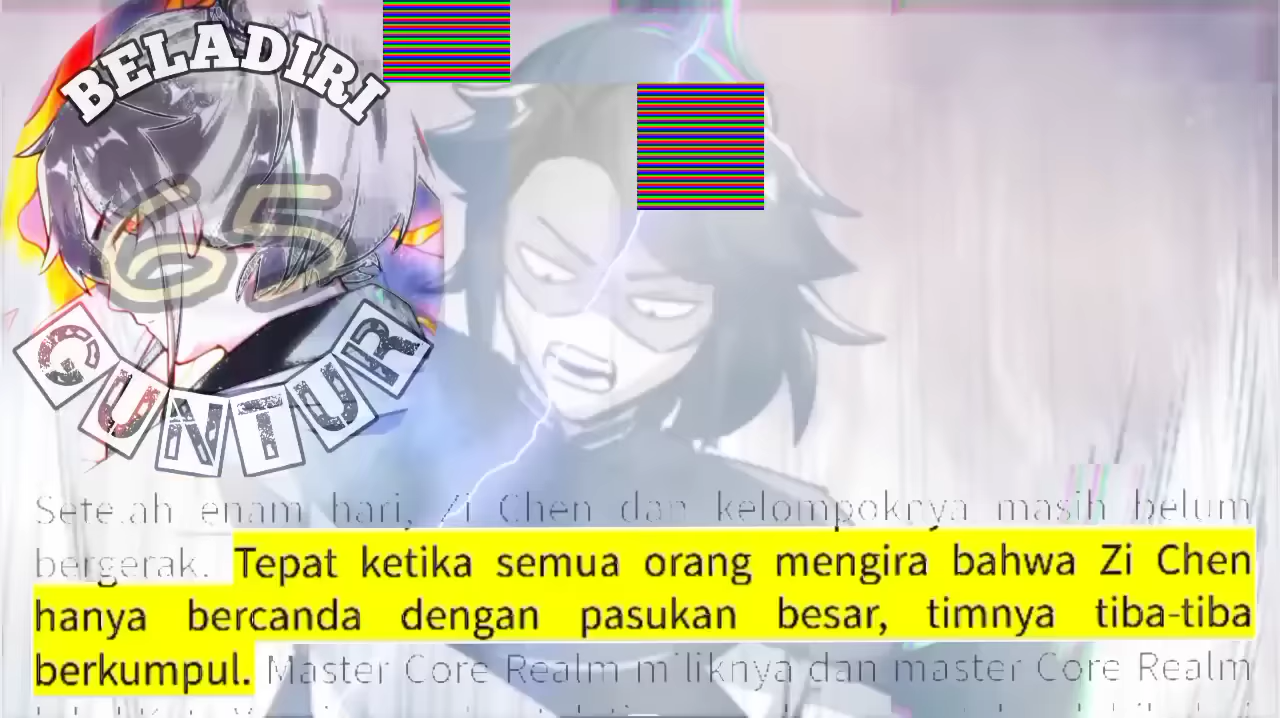 BELADIRI
65
GUNTUR
Setelah enam hari, Zi Chen dan kelompoknya masih belum
bergerak. Tepat ketika semua orang mengira bahwa Zi Chen
hanya bercanda dengan pasukan besar, timnya tiba-tiba
berkumpul. Master Core Realm miliknya dan master Core Realm